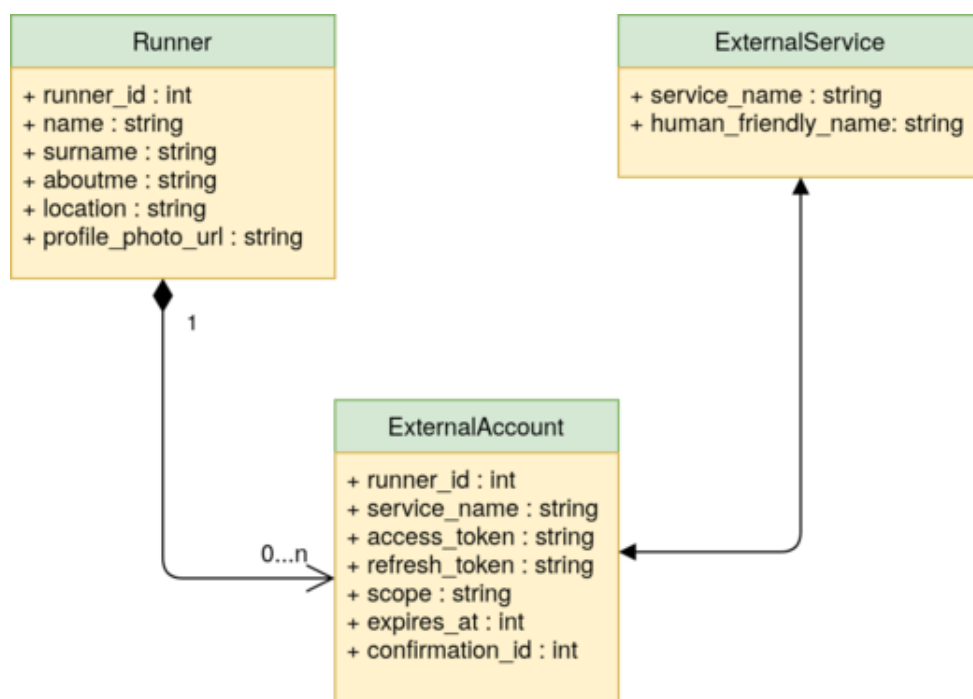 Runner
+ runner_id : int
+ name : string
+ surname : string
+ aboutme : string
+ location : string
+ profile_photo_url : string
1
ExternalService
+ service_name : string
+ human_friendly_name: string
0...n
ExternalAccount
+ runner_id : int
+ service_name : string
+ access_token : string
+ refresh_token : string
+ scope : string
+ expires_at : int
+ confirmation_id : int